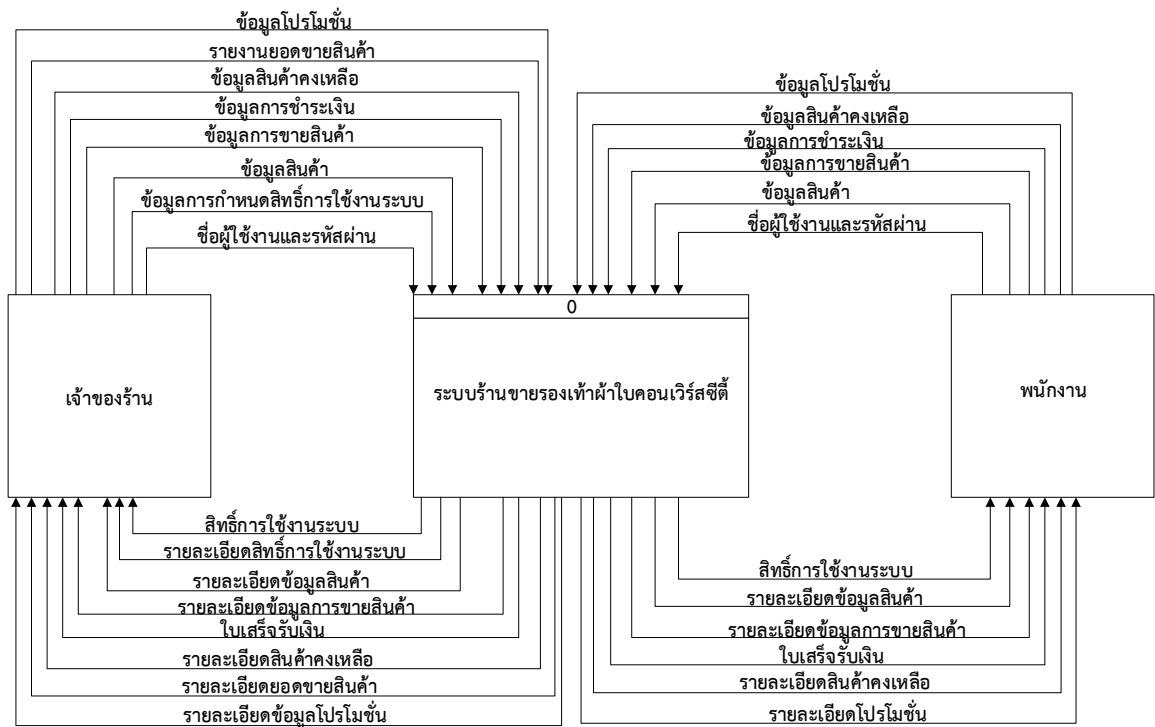 ข้อมูลโปรโมชั่น
รายงานยอดขายสินค้า
ข้อมูลสินค้าคงเหลือ
ข้อมูลการชำระเงิน
ข้อมูลการขายสินค้า
ข้อมูลสินค้า
ข้อมูลการกำหนดสิทธิ์การใช้งานระบบ
ชื่อผู้ใช้งานและรหัสผ่าน
ข้อมูลโปรโมชั่น
ข้อมูลสินค้าคงเหลือ
ข้อมูลการชำระเงิน
ข้อมูลการขายสินค้า
ข้อมูลสินค้า
ชื่อผู้ใช้งานและรหัสผ่าน
เจ้าของร้าน
0
ระบบร้านขายรองเท้าผ้าใบคอนเวิร์สซีตี้
พนักงาน
สิทธิ์การใช้งานระบบ
รายละเอียดสิทธิ์การใช้งานระบบ
รายละเอียดข้อมูลสินค้า
รายละเอียดข้อมูลการขายสินค้า
ใบเสร็จรับเงิน
รายละเอียดสินค้าคงเหลือ
รายละเอียดยอดขายสินค้า
รายละเอียดข้อมูลโปรโมชั่น
สิทธิ์การใช้งานระบบ
รายละเอียดข้อมูลสินค้า
รายละเอียดข้อมูลการขายสินค้า
ใบเสร็จรับเงิน
รายละเอียดสินค้าคงเหลือ
รายละเอียดโปรโมชั่น